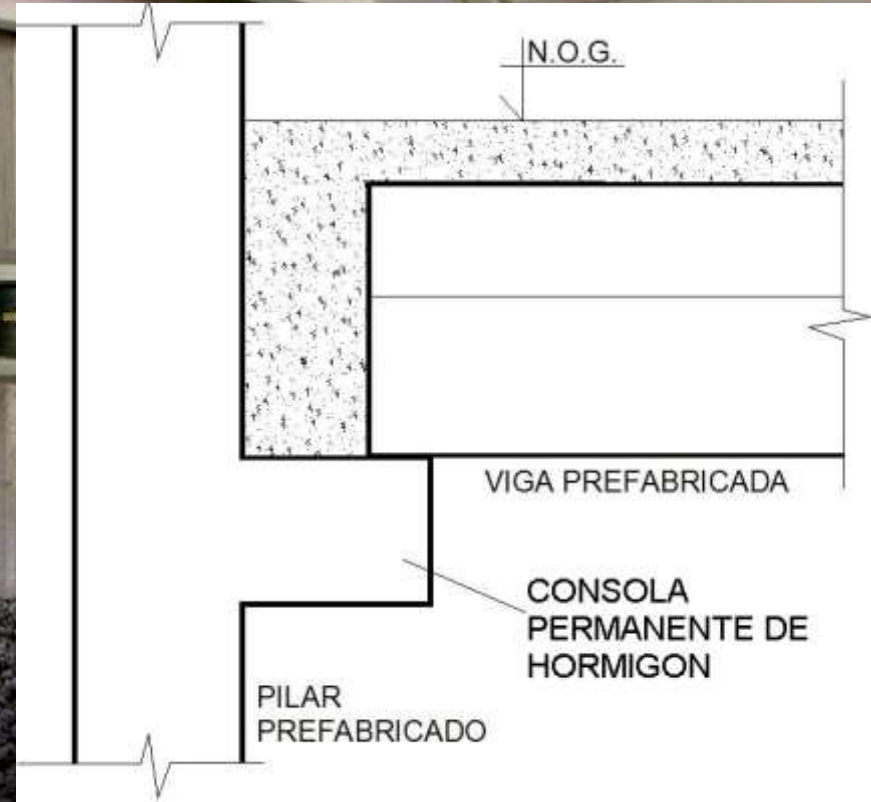 N.O.G.
VIGA PREFABRICADA
CONSOLA
PERMANENTE DE
HORMIGON
PILAR
PREFABRICADO